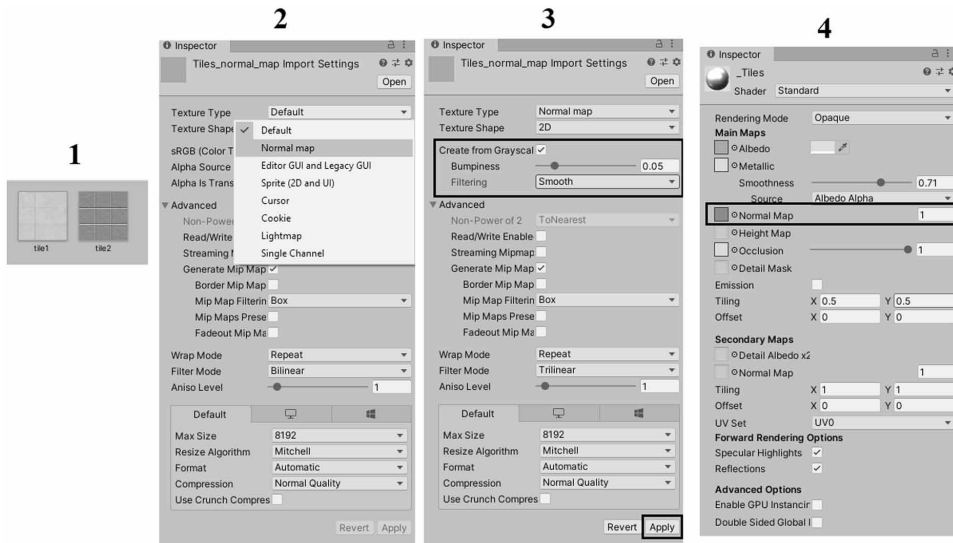 1
tile1 tile2
2
Inspector
Tiles_normal_map Import Settings
Open
Texture Type Default
Texture Shape
Default
Normal map
Editor GUI and Legacy GUI
Sprite (2D and UI)
Cursor
Cookie
Lightmap
Single Channel
sRGB (Color T
Alpha Source
Alpha Is Trans
Advanced
Non-Power
Read/Write
Streaming M
Generate Mip Map
Border Mip Map
Mip Map Filterin Box
Mip Maps Prese
Fadeout Mip Ma
Wrap Mode Repeat
Filter Mode Bilinear
Aniso Level 1
Default
Max Size 8192
Resize Algorithm Mitchell
Format Automatic
Compression Normal Quality
Use Crunch Compres
Revert Apply
3
Inspector
Tiles_normal_map Import Settings
Open
Texture Type Normal map
Texture Shape 2D
Create from Grayscal
Bumpiness 0.05
Filtering Smooth
Advanced
Non-Power of 2 ToNearest
Read/Write Enable
Streaming Mipmap
Generate Mip Map
Border Mip Map
Mip Map Filterin Box
Mip Maps Prese
Fadeout Mip Ma
Wrap Mode Repeat
Filter Mode Trilinear
Aniso Level 1
Default
Max Size 8192
Resize Algorithm Mitchell
Format Automatic
Compression Normal Quality
Use Crunch Compres
Revert Apply
4
Inspector
_Tiles
Shader Standard
Rendering Mode Opaque
Main Maps
Albedo
Metallic
Smoothness 0.71
Source Albedo Alpha
Normal Map 1
Height Map
Occlusion 1
Detail Mask
Emission
Tiling X 0.5 Y 0.5
Offset X 0 Y 0
Secondary Maps
Detail Albedo x2
Normal Map 1
Tiling X 1 Y 1
Offset X 0 Y 0
UV Set UV0
Forward Rendering Options
Specular Highlights
Reflections
Advanced Options
Enable GPU Instancin
Double Sided Global I